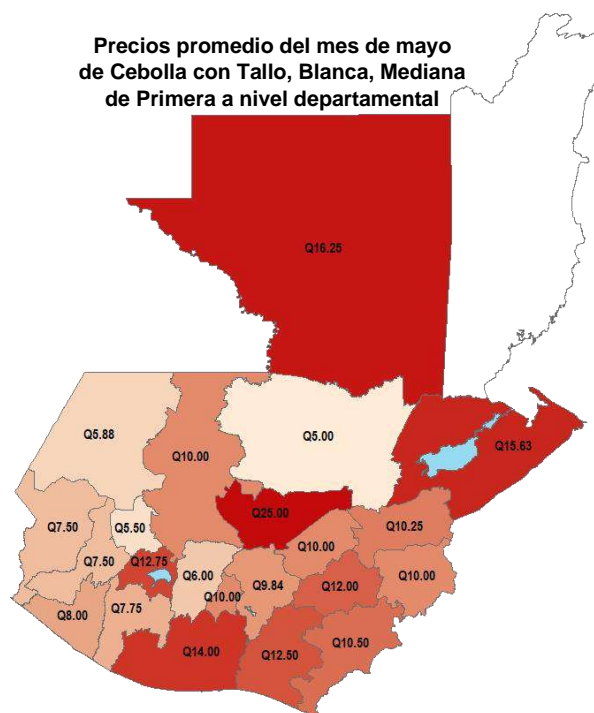 Precios promedio del mes de mayo
de Cebolla con Tallo, Blanca, Mediana
de Primera a nivel departamental
Q16.25
Q5.88
Q10.00
Q5.00
Q15.63
Q7.50
Q5.50
Q25.00
Q10.25
Q7.50
Q12.75
Q6.00
Q10.00
Q9.84
Q10.00
Q12.00
Q10.00
Q8.00
Q7.75
Q14.00
Q12.50
Q10.50